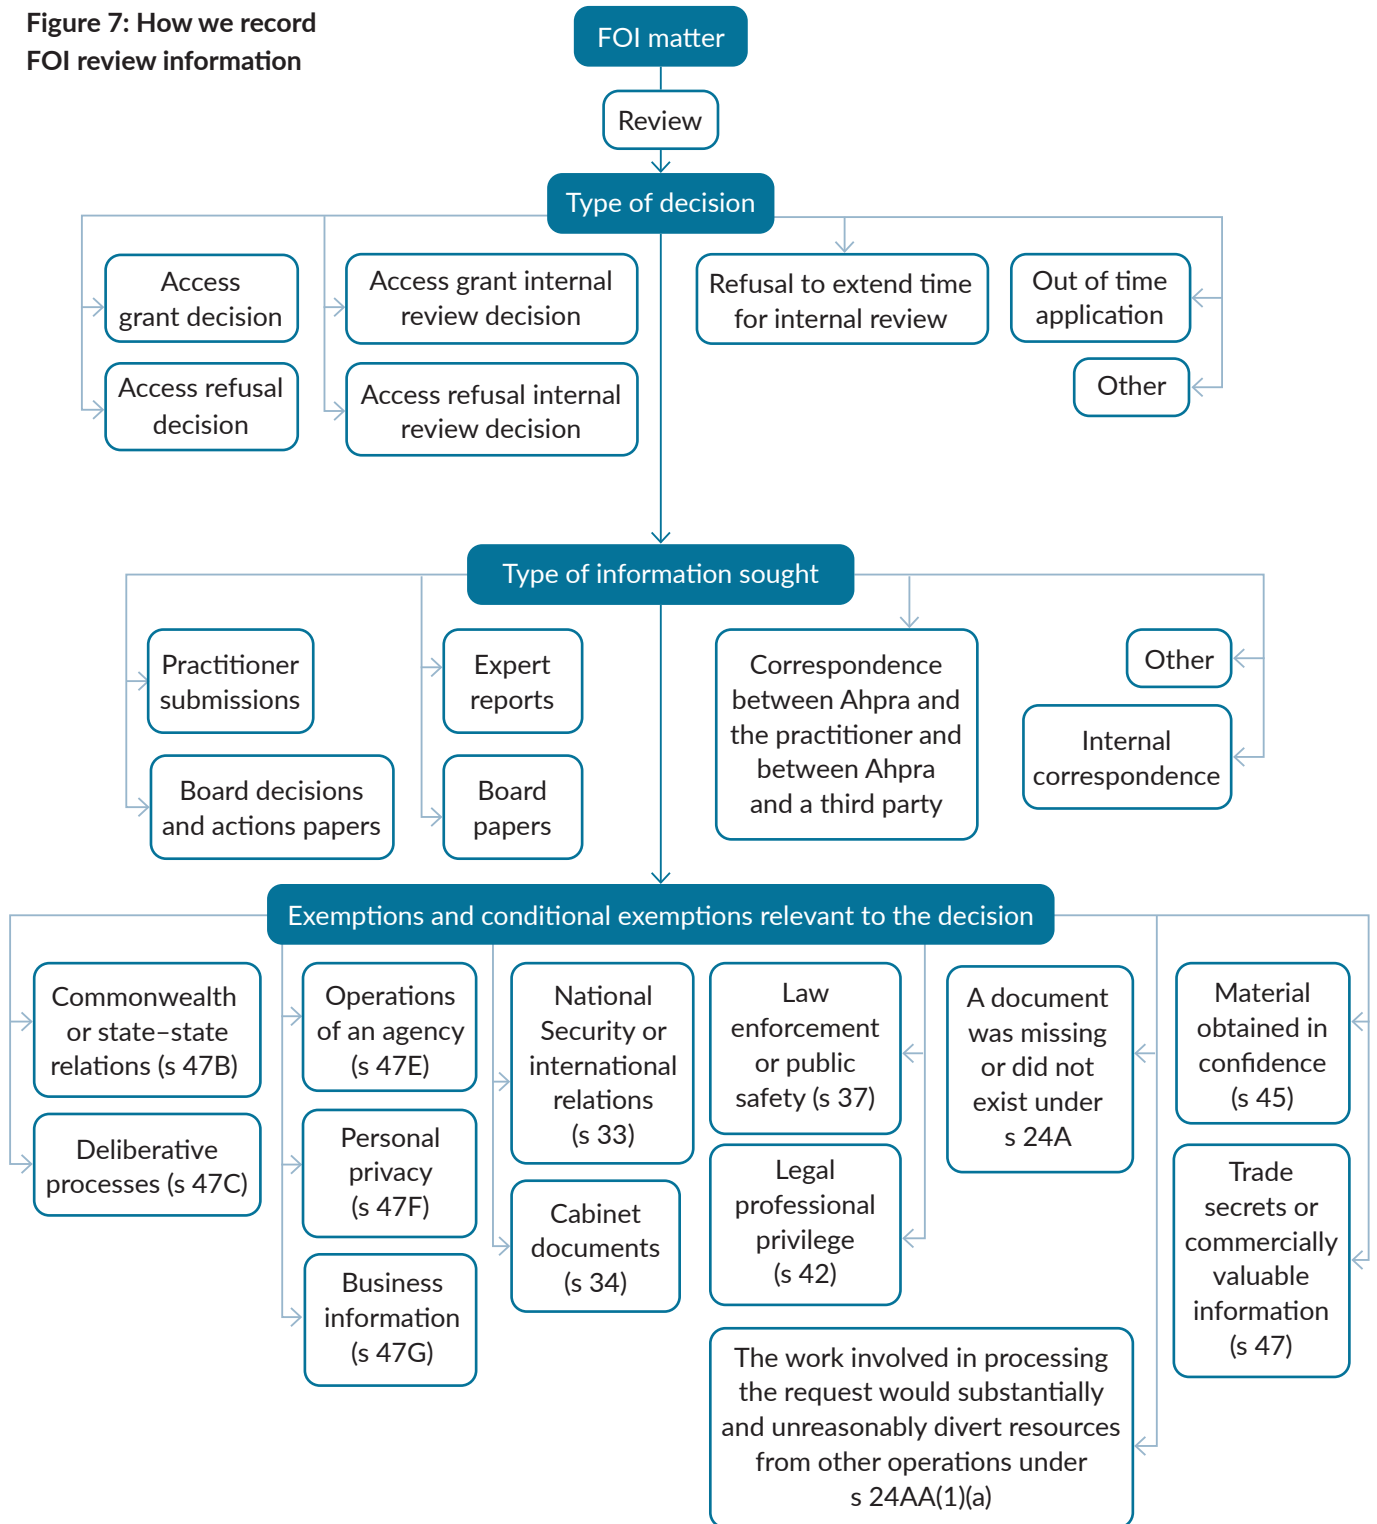 Figure 7: How we record
FOI review information
FOI matter
Review
Type of decision
Access
grant decision
Access refusal
decision
Access grant internal
review decision
Access refusal internal
review decision
Refusal to extend time
for internal review
Out of time
application
Other
Type of information sought
Practitioner
submissions
Board decisions
and actions papers
Expert
reports
Board
papers
Correspondence
between Ahpra and
the practitioner and
between Ahpra
and a third party
Other
Internal
correspondence
Exemptions and conditional exemptions relevant to the decision
Commonwealth
or state–state
relations (s 47B)
Deliberative
processes (s 47C)
Operations
of an agency
(s 47E)
Personal
privacy
(s 47F)
Business
information
(s 47G)
National
Security or
international
relations
(s 33)
Cabinet
documents
(s 34)
Law
enforcement
or public
safety (s 37)
Legal
professional
privilege
(s 42)
A document
was missing
or did not
exist under
s 24A
The work involved in processing
the request would substantially
and unreasonably divert resources
from other operations under
s 24AA(1)(a)
Material
obtained in
confidence
(s 45)
Trade
secrets or
commercially
valuable
information
(s 47)